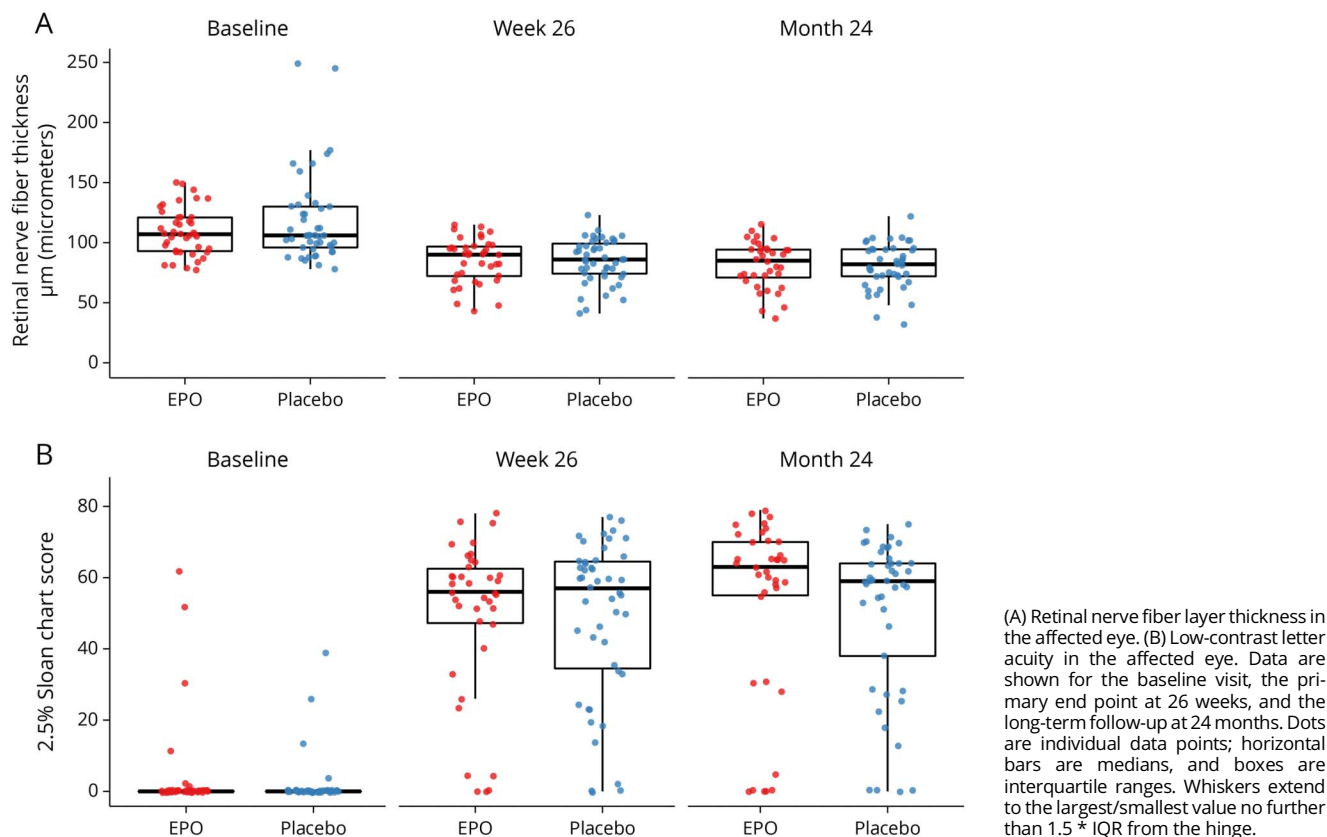 A
Baseline
Week 26
Month 24
Retinal nerve fiber thickness
μm (micrometers)
250
200
150
100
50
0
EPO
Placebo
EPO
Placebo
EPO
Placebo
B
Baseline
Week 26
Month 24
2.5% Sloan chart score
80
60
40
20
0
EPO
Placebo
EPO
Placebo
EPO
Placebo
(A) Retinal nerve fiber layer thickness in
the affected eye. (B) Low-contrast letter
acuity in the affected eye. Data are
shown for the baseline visit, the pri-
mary end point at 26 weeks, and the
long-term follow-up at 24 months. Dots
are individual data points; horizontal
bars are medians, and boxes are
interquartile ranges. Whiskers extend
to the largest/smallest value no further
than 1.5 * IQR from the hinge.